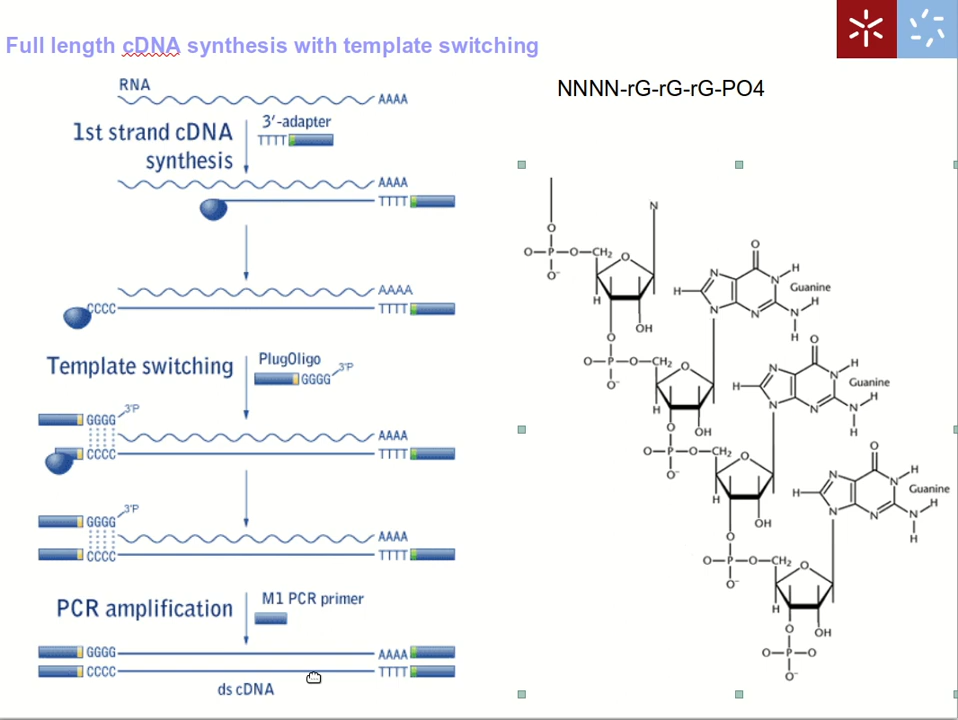 Full length cDNA synthesis with template switching
NNNN-rG-rG-rG-PO4
RNA
AAAA
1st strand cDNA
synthesis
3'-adapter
TTTT
AAAA
TTTT
AAAA
CCCC
TTTT
Template switching
PlugOligo
GGGG
3'P
GGGG
3'P
AAAA
CCCC
TTTT
GGGG
3'P
AAAA
CCCC
TTTT
PCR amplification
M1 PCR primer
GGGG
AAAA
CCCC
TTTT
ds cDNA
N
O
O–P–O–CH2
O
O-
H
OH
O
N
N
N
N
H
H
Guanine
H
N
H
O
O–P–O–CH2
O
O-
H
OH
O
N
N
N
N
H
H
Guanine
H
N
H
O
O–P–O–CH2
O
O-
H
OH
O
N
N
N
N
H
H
Guanine
H
N
H
O
O–P–O–CH2
O
O-
H
OH
O
O–P–O
O-